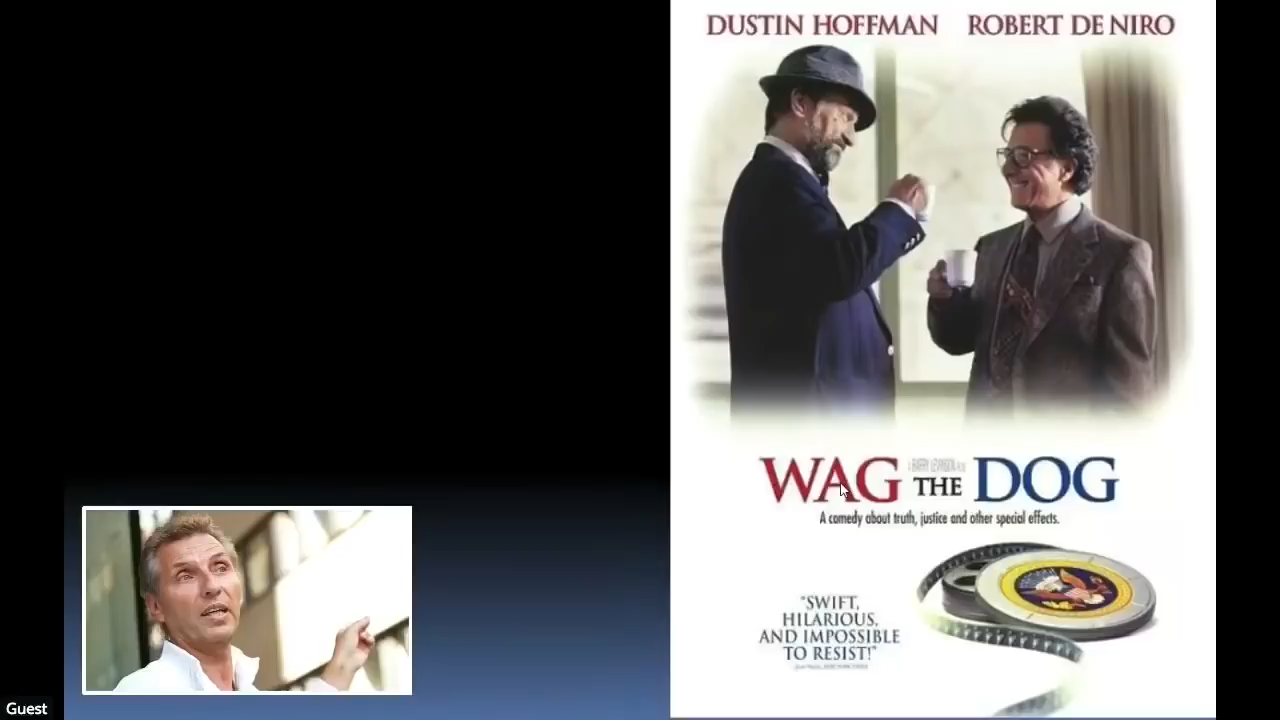 DUSTIN HOFFMAN ROBERT DE NIRO
WAG THE DOG
A comedy about truth, justice and other special effects.
"SWIFT,
HILARIOUS,
AND IMPOSSIBLE
TO RESIST!"
Guest